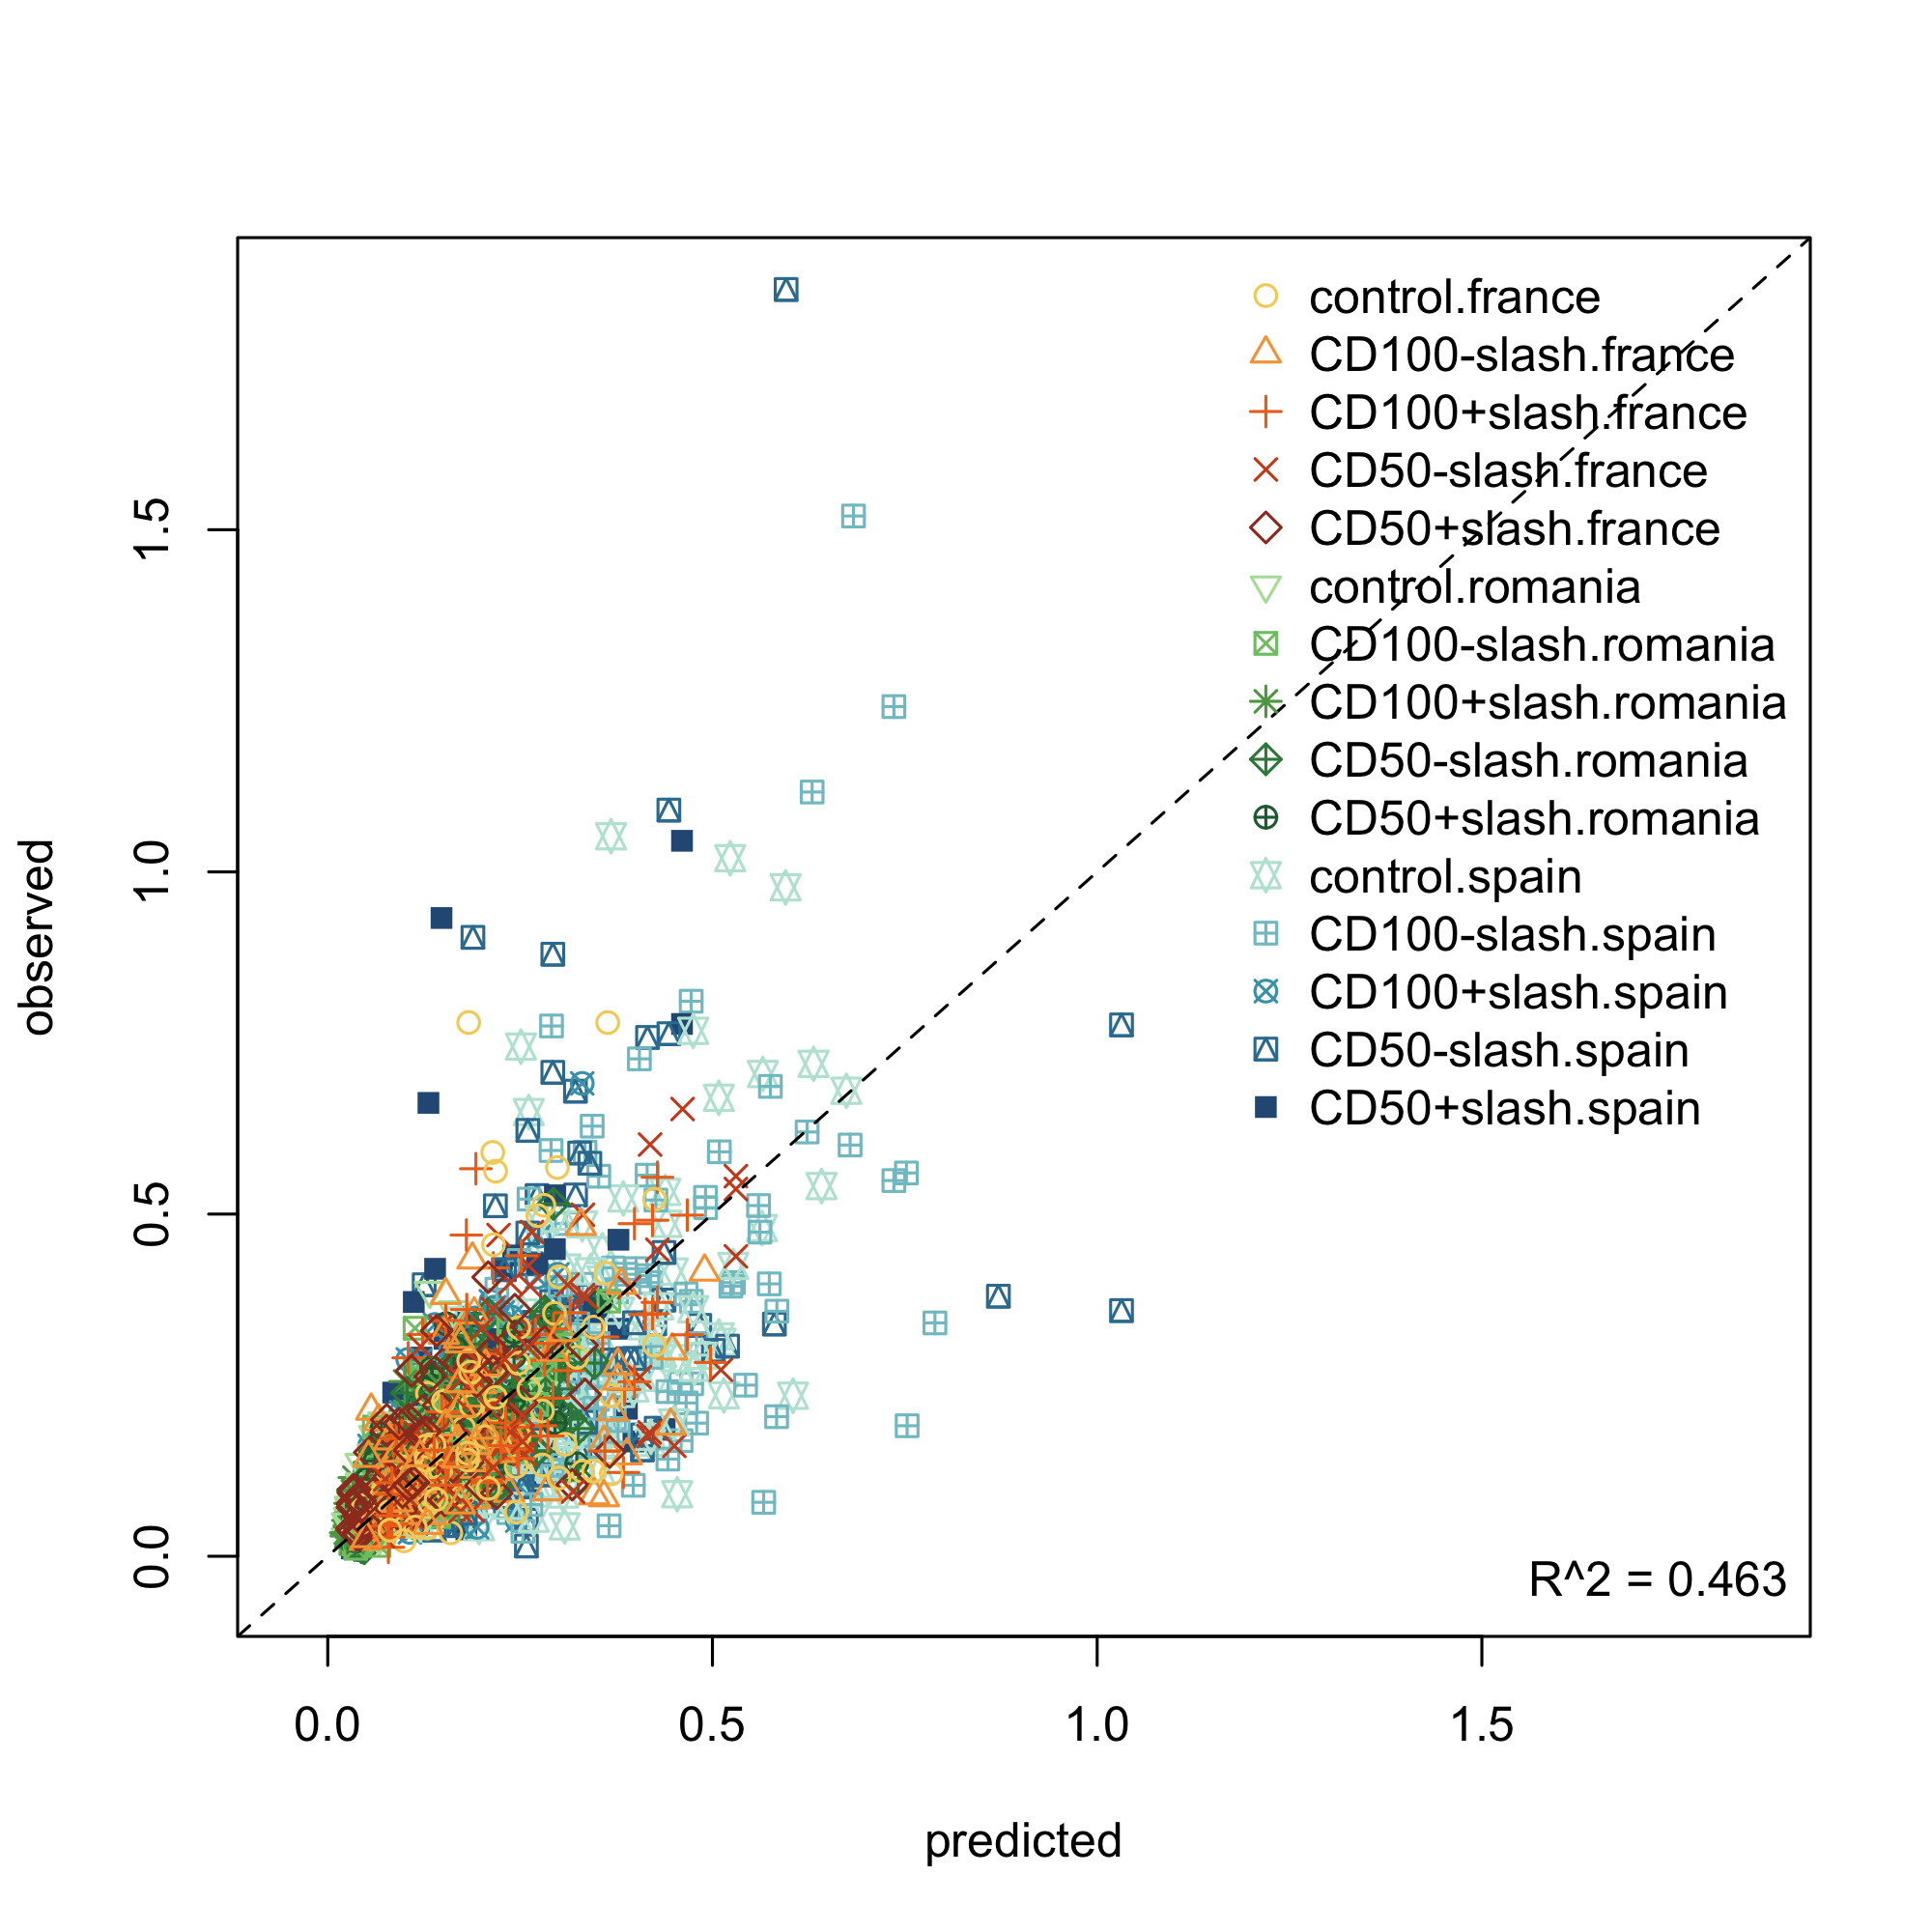 control.france
CD100-slash.france
CD100+slash.france
CD50-slash.france
CD50+slash.france
control.romania
CD100-slash.romania
CD100+slash.romania
CD50-slash.romania
CD50+slash.romania
control.spain
CD100-slash.spain
CD100+slash.spain
CD50-slash.spain
CD50+slash.spain
1.5
1.0
0.5
0.0
observed
R^2 = 0.463
0.0 0.5 1.0 1.5
predicted